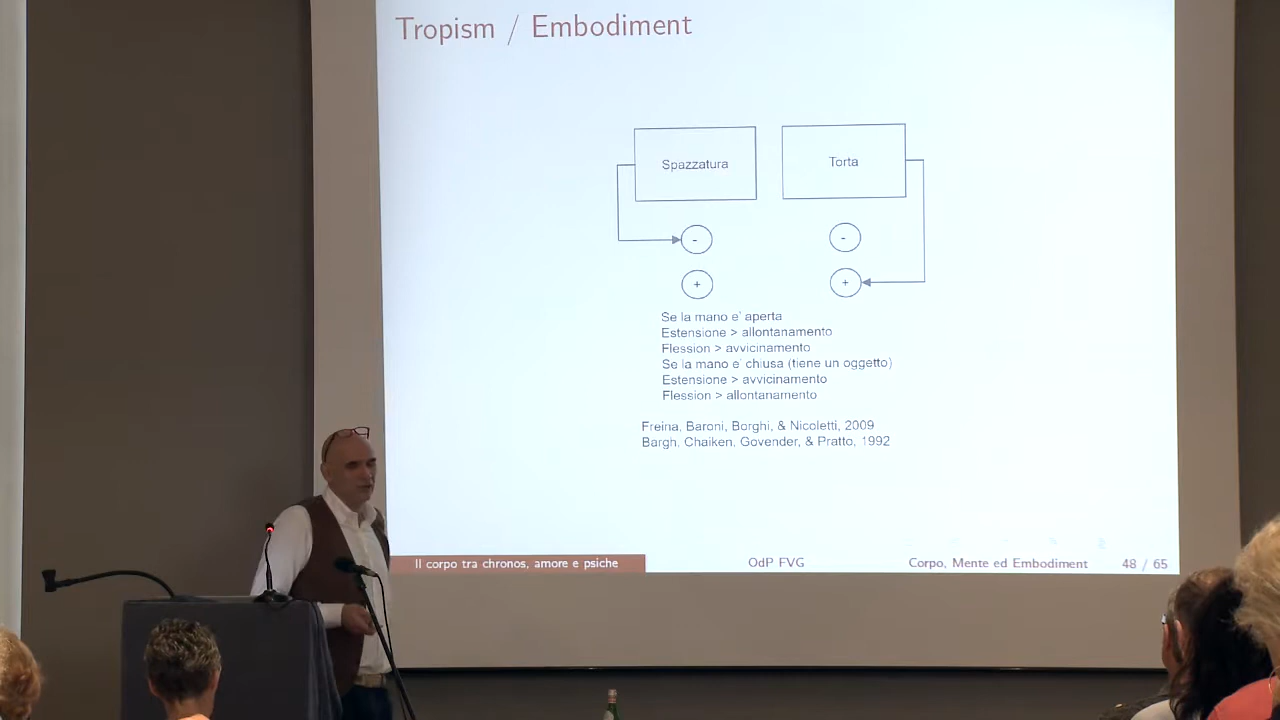 Tropism / Embodiment
Spazzatura
Torta
-
-
+
+
Se la mano e' aperta
Estensione > allontanamento
Flession > avvicinamento
Se la mano e' chiusa (tiene un oggetto)
Estensione > avvicinamento
Flession > allontanamento
Freina, Baroni, Borghi, & Nicoletti, 2009
Bargh, Chaiken, Govender, & Pratto, 1992
Il corpo tra chronos, amore e psiche
OdP FVG
Corpo, Mente ed Embodiment
48 / 65